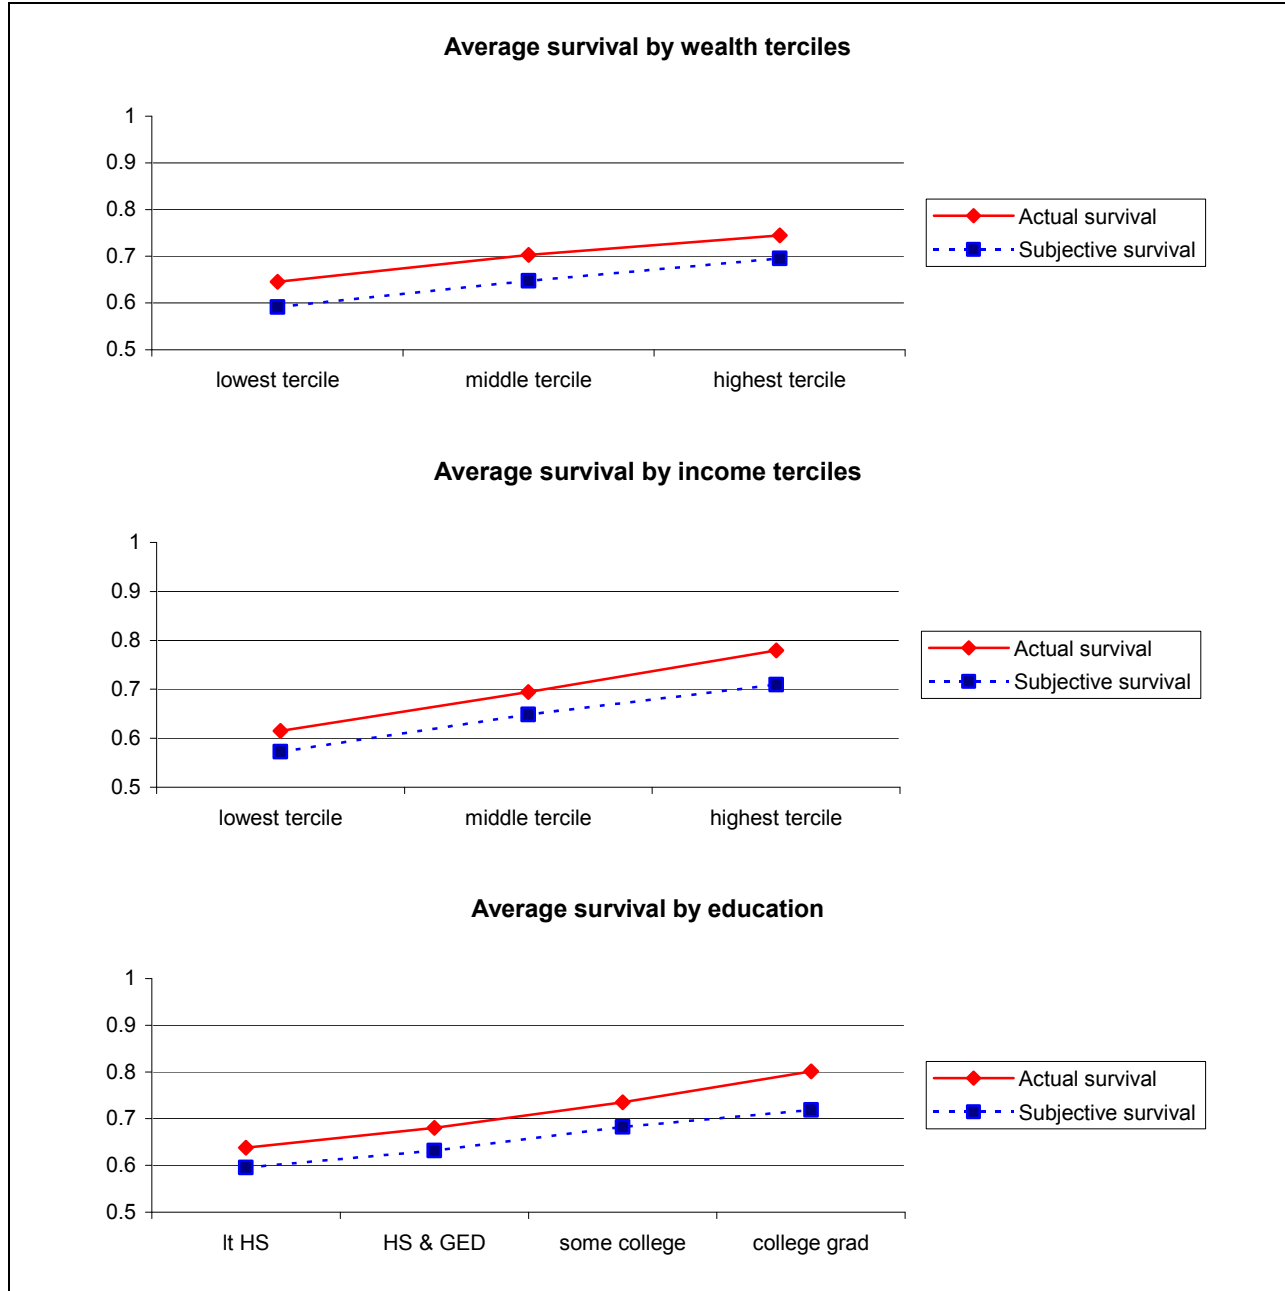 Average survival by wealth terciles
1
0.9
0.8
0.7
0.6
0.5
lowest tercile middle tercile highest tercile
Actual survival
Subjective survival
Average survival by income terciles
1
0.9
0.8
0.7
0.6
0.5
lowest tercile middle tercile highest tercile
Actual survival
Subjective survival
Average survival by education
1
0.9
0.8
0.7
0.6
0.5
lt HS HS & GED some college college grad
Actual survival
Subjective survival